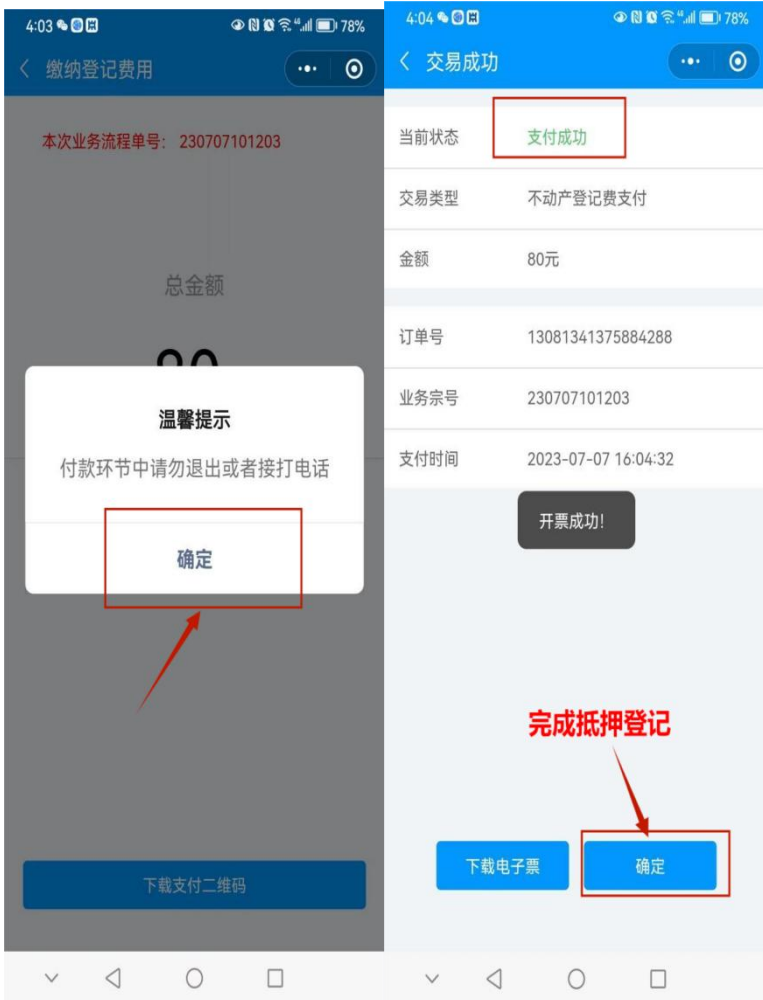 4:03
78%
缴纳登记费用
本次业务流程单号: 230707101203
总金额
温馨提示
付款环节中请勿退出或者接打电话
确定
下载支付二维码
4:04
78%
交易成功
当前状态 支付成功
交易类型 不动产登记费支付
金额 80元
订单号 13081341375884288
业务宗号 230707101203
支付时间 2023-07-07 16:04:32
开票成功!
完成抵押登记
下载电子票 确定